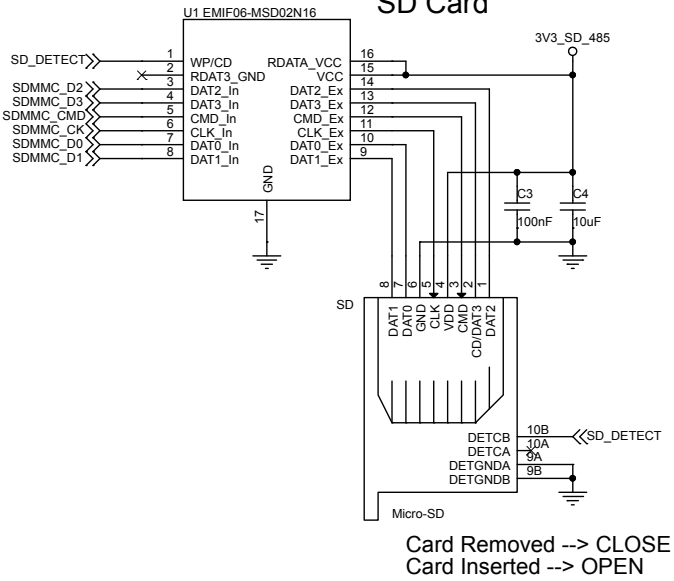 SD Card
U1 EMIF06-MSD02N16
3V3_SD_485
SD_DETECT
1
WP/CD
RDATA_VCC
16
2
RDAT3_GND
VCC
15
SDMMC_D2
3
DAT2_In
DAT2_Ex
14
SDMMC_D3
4
DAT3_In
DAT3_Ex
13
SDMMC_CMD
5
CMD_In
CMD_Ex
12
SDMMC_CK
6
CLK_In
CLK_Ex
11
SDMMC_D0
7
DAT0_In
DAT0_Ex
10
SDMMC_D1
8
DAT1_In
DAT1_Ex
9
GND
17
C3
100nF
C4
10uF
SD
8
7
6
5
4
3
2
1
DAT1
DAT0
GND
CLK
VDD
CMD
CD/DAT3
DAT2
DETCB
10B
SD_DETECT
DETCA
10A
DETGNDA
9A
DETGNDB
9B
Micro-SD
Card Removed --> CLOSE
Card Inserted --> OPEN